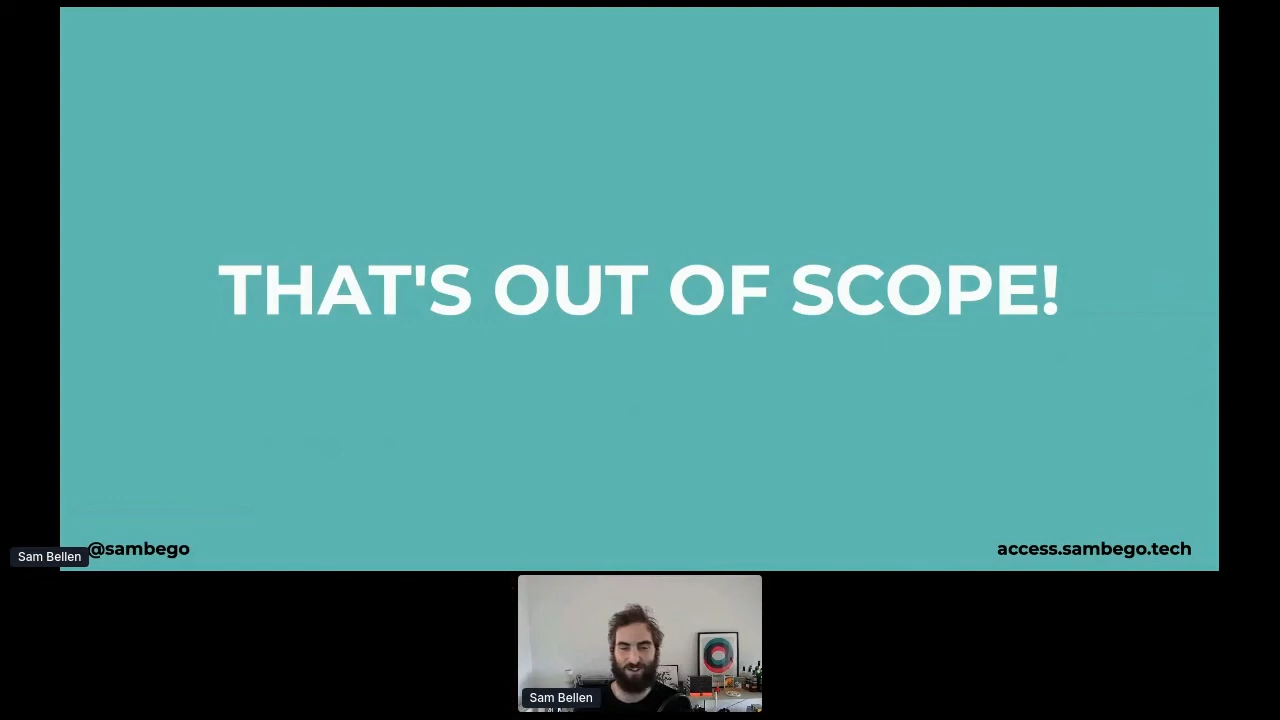 THAT'S OUT OF SCOPE!
@sambego
access.sambego.tech
Sam Bellen
Sam Bellen